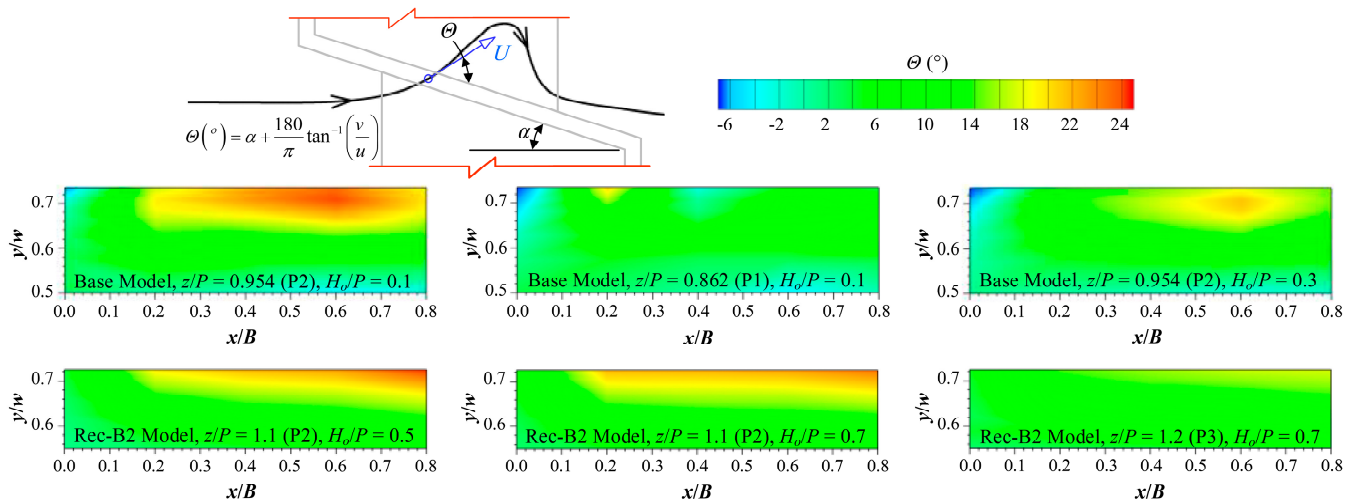 Θ
U
α
Θ(°) = α + 180/π tan⁻¹(v/u)
Θ (°)
-6 -2 2 6 10 14 18 22 24
y/w
0.7
0.6
0.5
Base Model, z/P = 0.954 (P2), Hₒ/P = 0.1
0.0 0.1 0.2 0.3 0.4 0.5 0.6 0.7 0.8
x/B
y/w
0.7
0.6
0.5
Base Model, z/P = 0.862 (P1), Hₒ/P = 0.1
0.0 0.1 0.2 0.3 0.4 0.5 0.6 0.7 0.8
x/B
y/w
0.7
0.6
0.5
Base Model, z/P = 0.954 (P2), Hₒ/P = 0.3
0.0 0.1 0.2 0.3 0.4 0.5 0.6 0.7 0.8
x/B
y/w
0.7
0.6
Rec-B2 Model, z/P = 1.1 (P2), Hₒ/P = 0.5
0.0 0.1 0.2 0.3 0.4 0.5 0.6 0.7 0.8
x/B
y/w
0.7
0.6
Rec-B2 Model, z/P = 1.1 (P2), Hₒ/P = 0.7
0.0 0.1 0.2 0.3 0.4 0.5 0.6 0.7 0.8
x/B
y/w
0.7
0.6
Rec-B2 Model, z/P = 1.2 (P3), Hₒ/P = 0.7
0.0 0.1 0.2 0.3 0.4 0.5 0.6 0.7 0.8
x/B